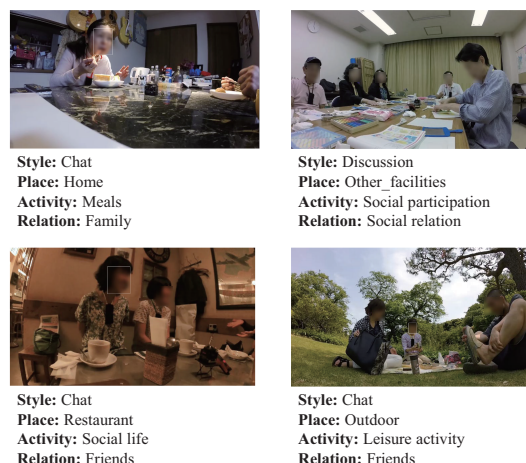 Style: Chat
Place: Home
Activity: Meals
Relation: Family
Style: Discussion
Place: Other_facilities
Activity: Social participation
Relation: Social relation
Style: Chat
Place: Restaurant
Activity: Social life
Relation: Friends
Style: Chat
Place: Outdoor
Activity: Leisure activity
Relation: Friends